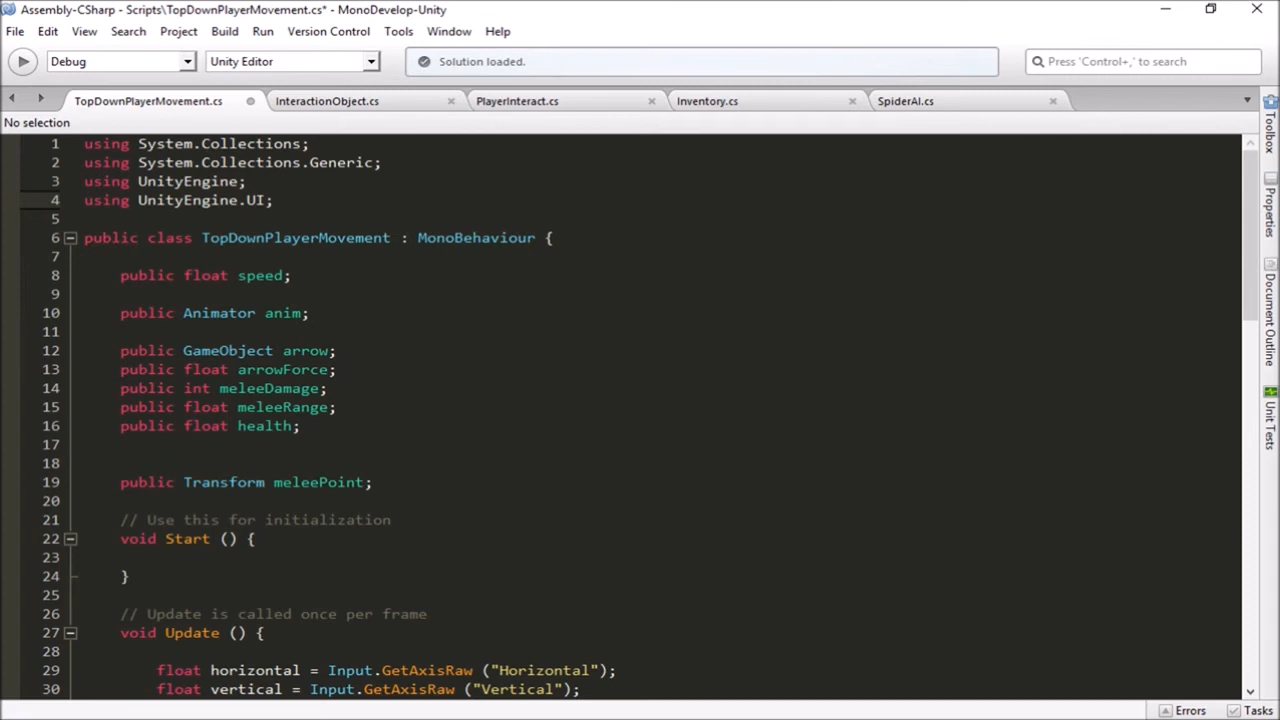 Assembly-CSharp - Scripts\TopDownPlayerMovement.cs* - MonoDevelop-Unity
File Edit View Search Project Build Run Version Control Tools Window Help
Debug Unity Editor Solution loaded. Press 'Control+,' to search
TopDownPlayerMovement.cs InteractionObject.cs PlayerInteract.cs Inventory.cs SpiderAI.cs
No selection
1 using System.Collections;
2 using System.Collections.Generic;
3 using UnityEngine;
4 using UnityEngine.UI;
5
6 public class TopDownPlayerMovement : MonoBehaviour {
7
8 public float speed;
9
10 public Animator anim;
11
12 public GameObject arrow;
13 public float arrowForce;
14 public int meleeDamage;
15 public float meleeRange;
16 public float health;
17
18
19 public Transform meleePoint;
20
21 // Use this for initialization
22 void Start () {
23
24 }
25
26 // Update is called once per frame
27 void Update () {
28
29 float horizontal = Input.GetAxisRaw ("Horizontal");
30 float vertical = Input.GetAxisRaw ("Vertical");
Toolbox
Properties
Document Outline
Unit Tests
Errors Tasks